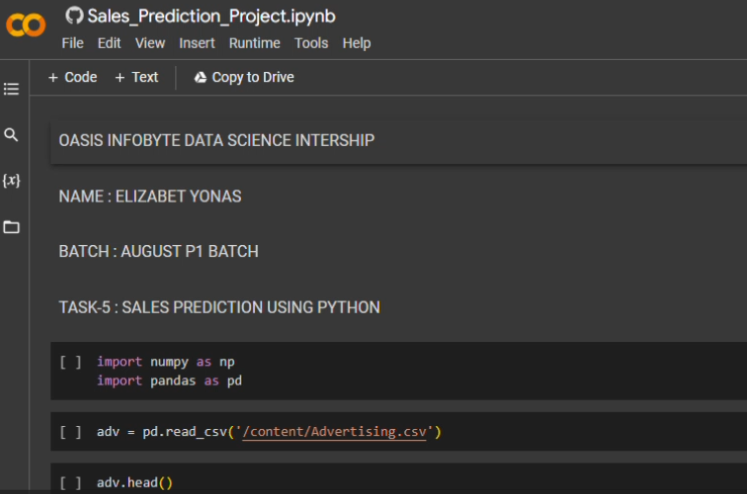 Sales_Prediction_Project.ipynb
File Edit View Insert Runtime Tools Help
+ Code + Text Copy to Drive
OASIS INFOBYTE DATA SCIENCE INTERSHIP
{x}
NAME : ELIZABET YONAS
BATCH : AUGUST P1 BATCH
TASK-5 : SALES PREDICTION USING PYTHON
[ ] import numpy as np
import pandas as pd
[ ] adv = pd.read_csv('/content/Advertising.csv')
[ ] adv.head()